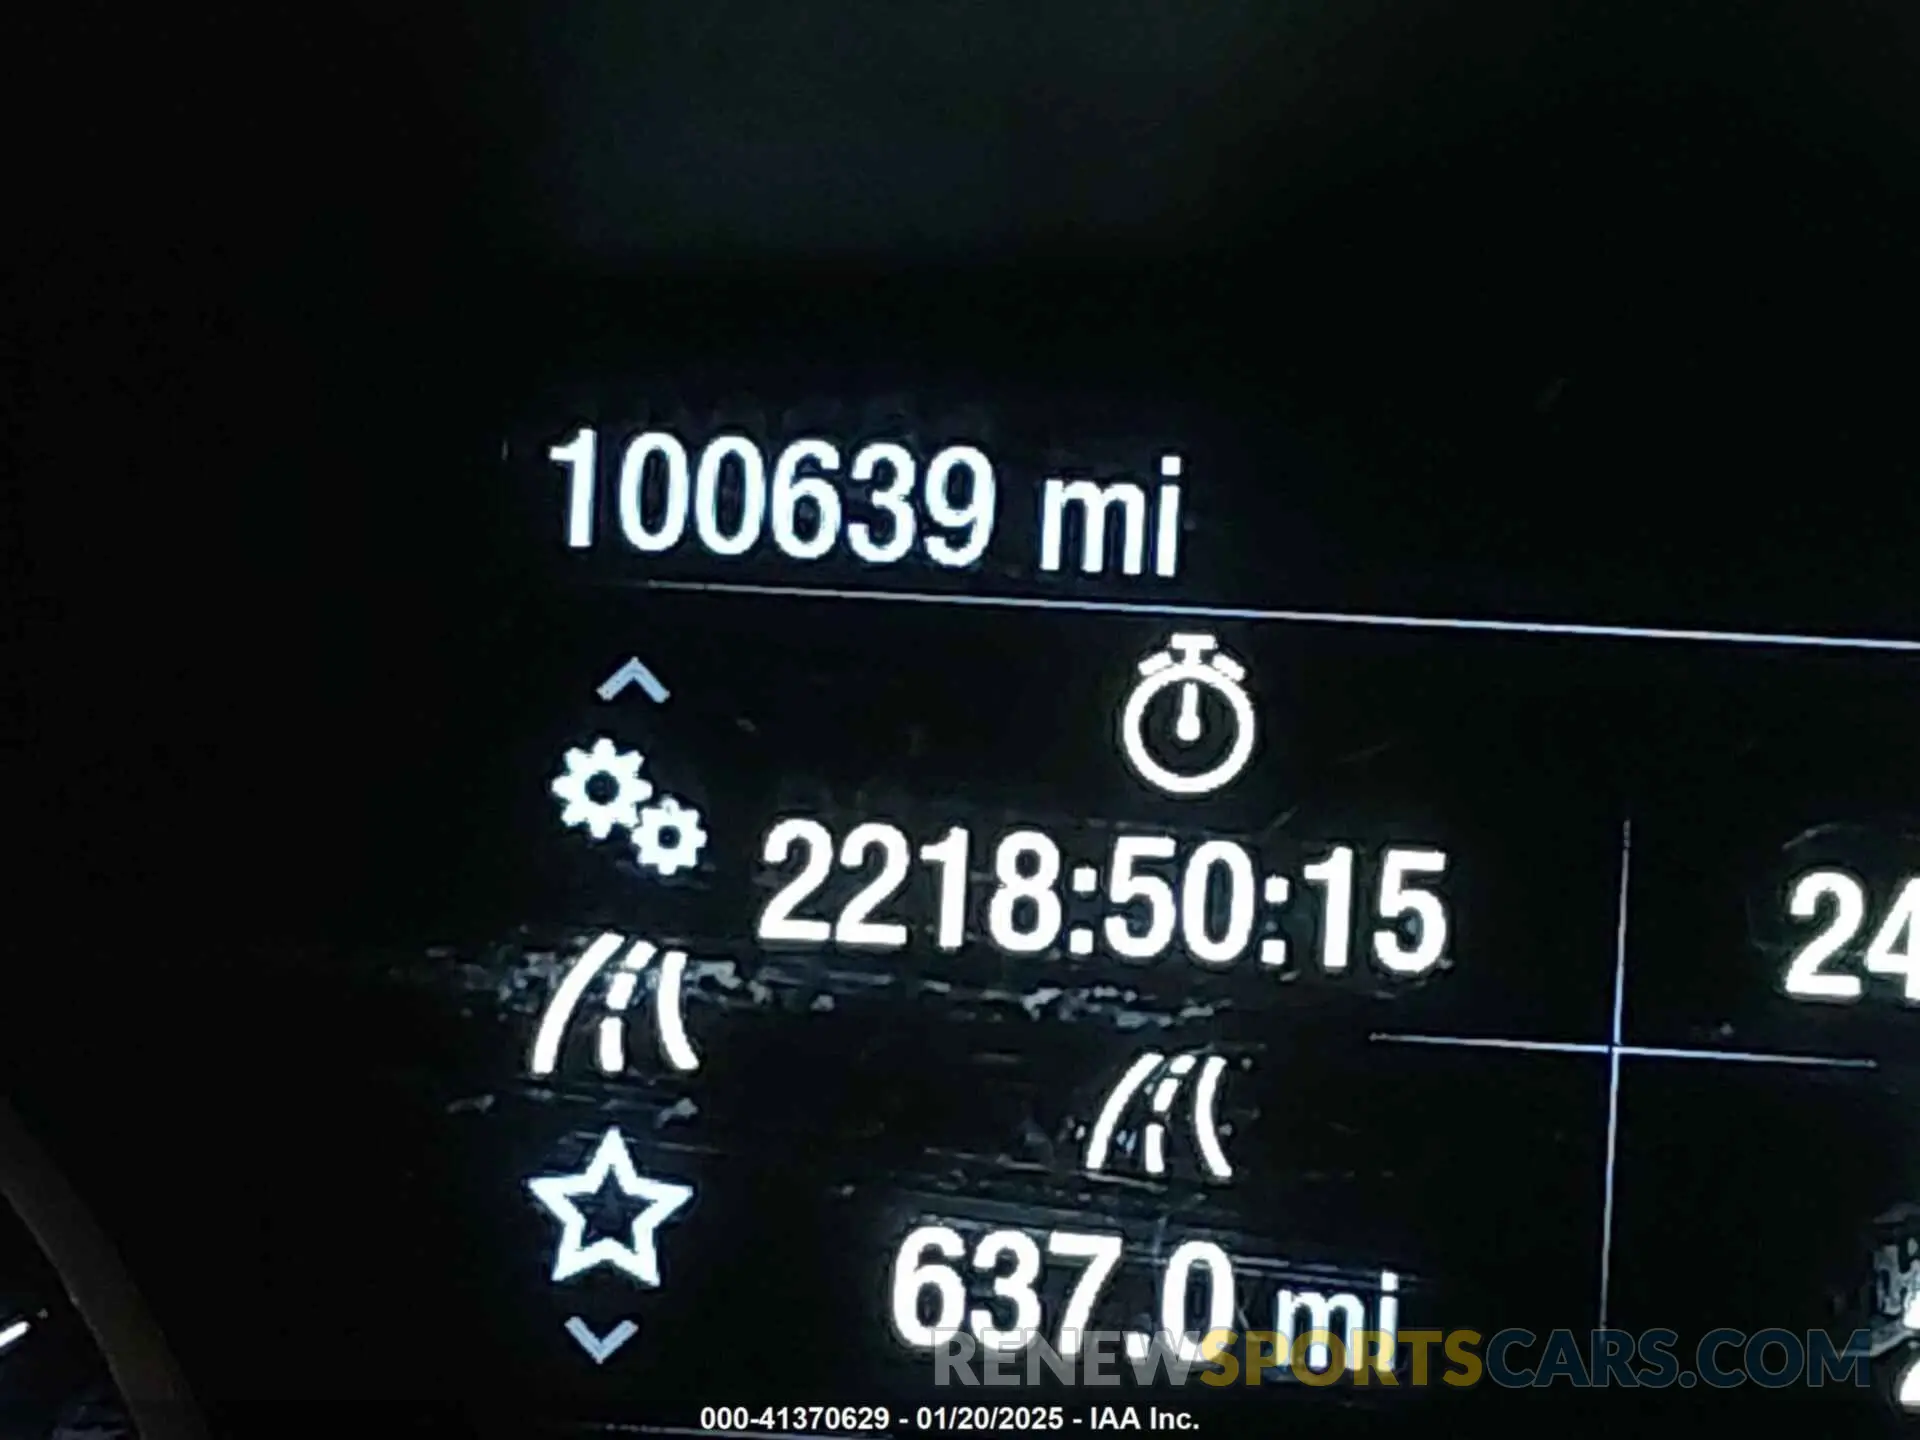 100639 mi
2218:50:15
24
637.0 mi
RENEWSPORTSCARS.COM
000-41370629 - 01/20/2025 - IAA Inc.